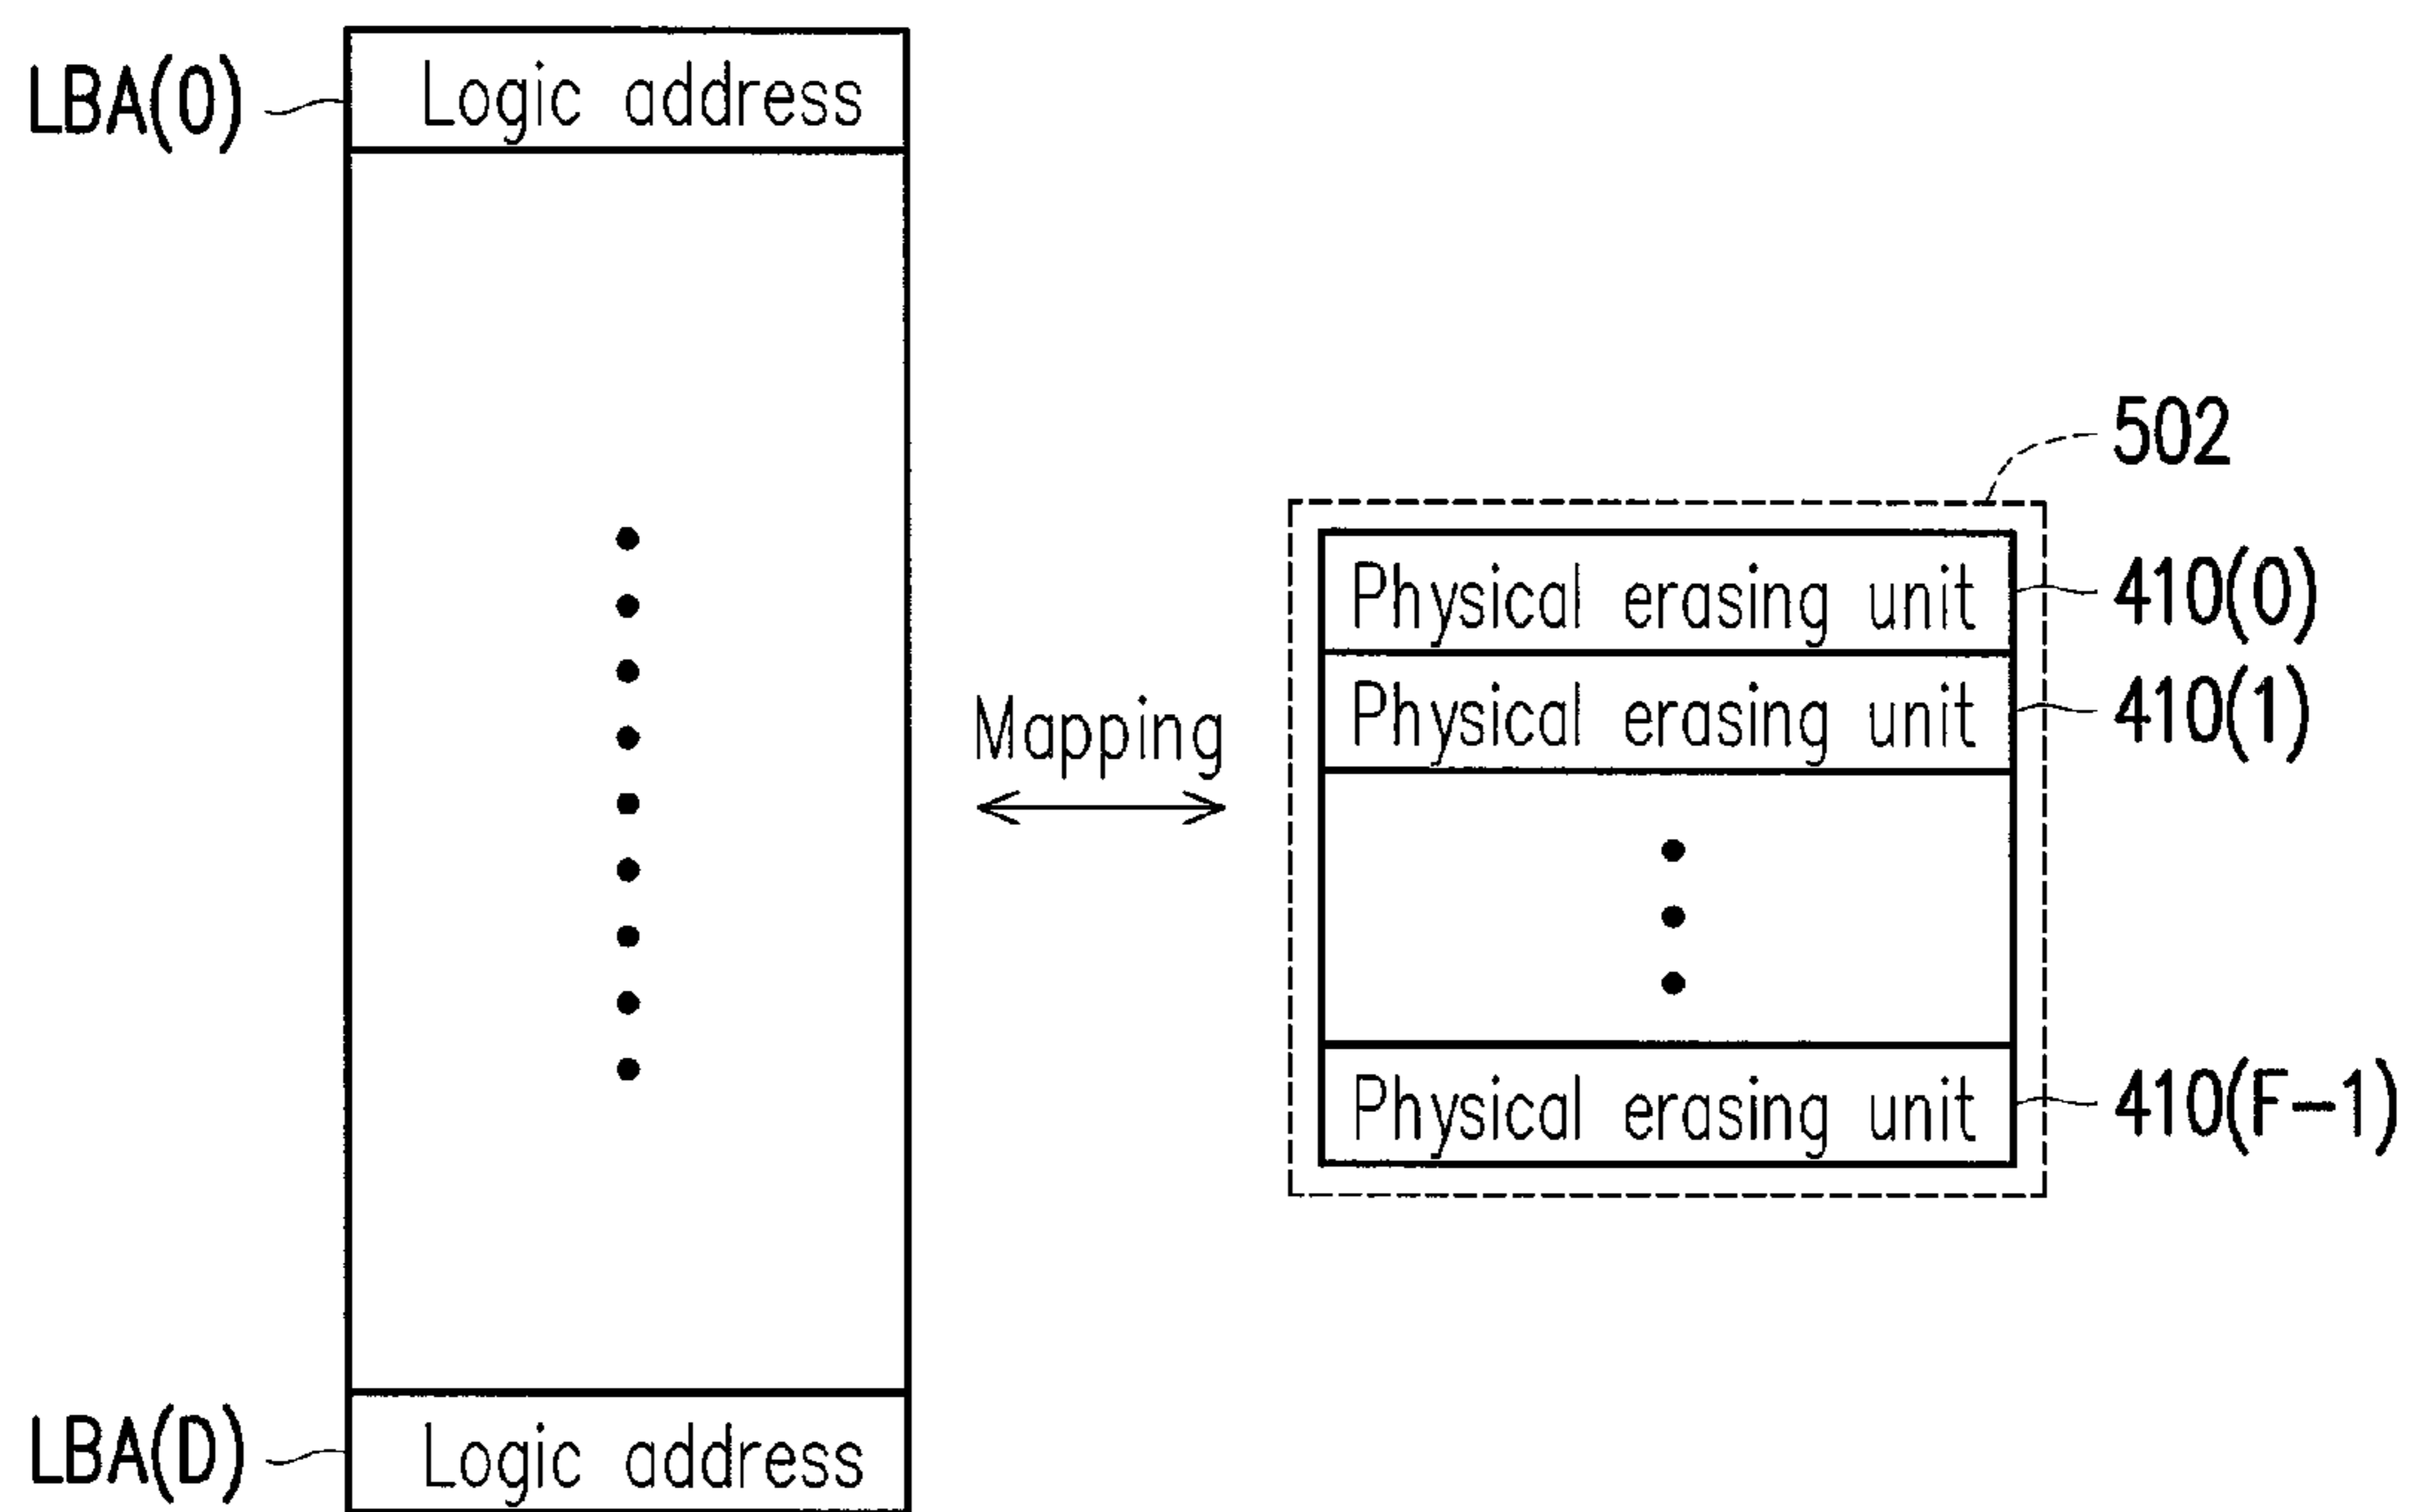 LBA(0)
Logic address
502
Physical erasing unit
410(0)
Physical erasing unit
410(1)
Mapping
Physical erasing unit
410(F-1)
LBA(D)
Logic address